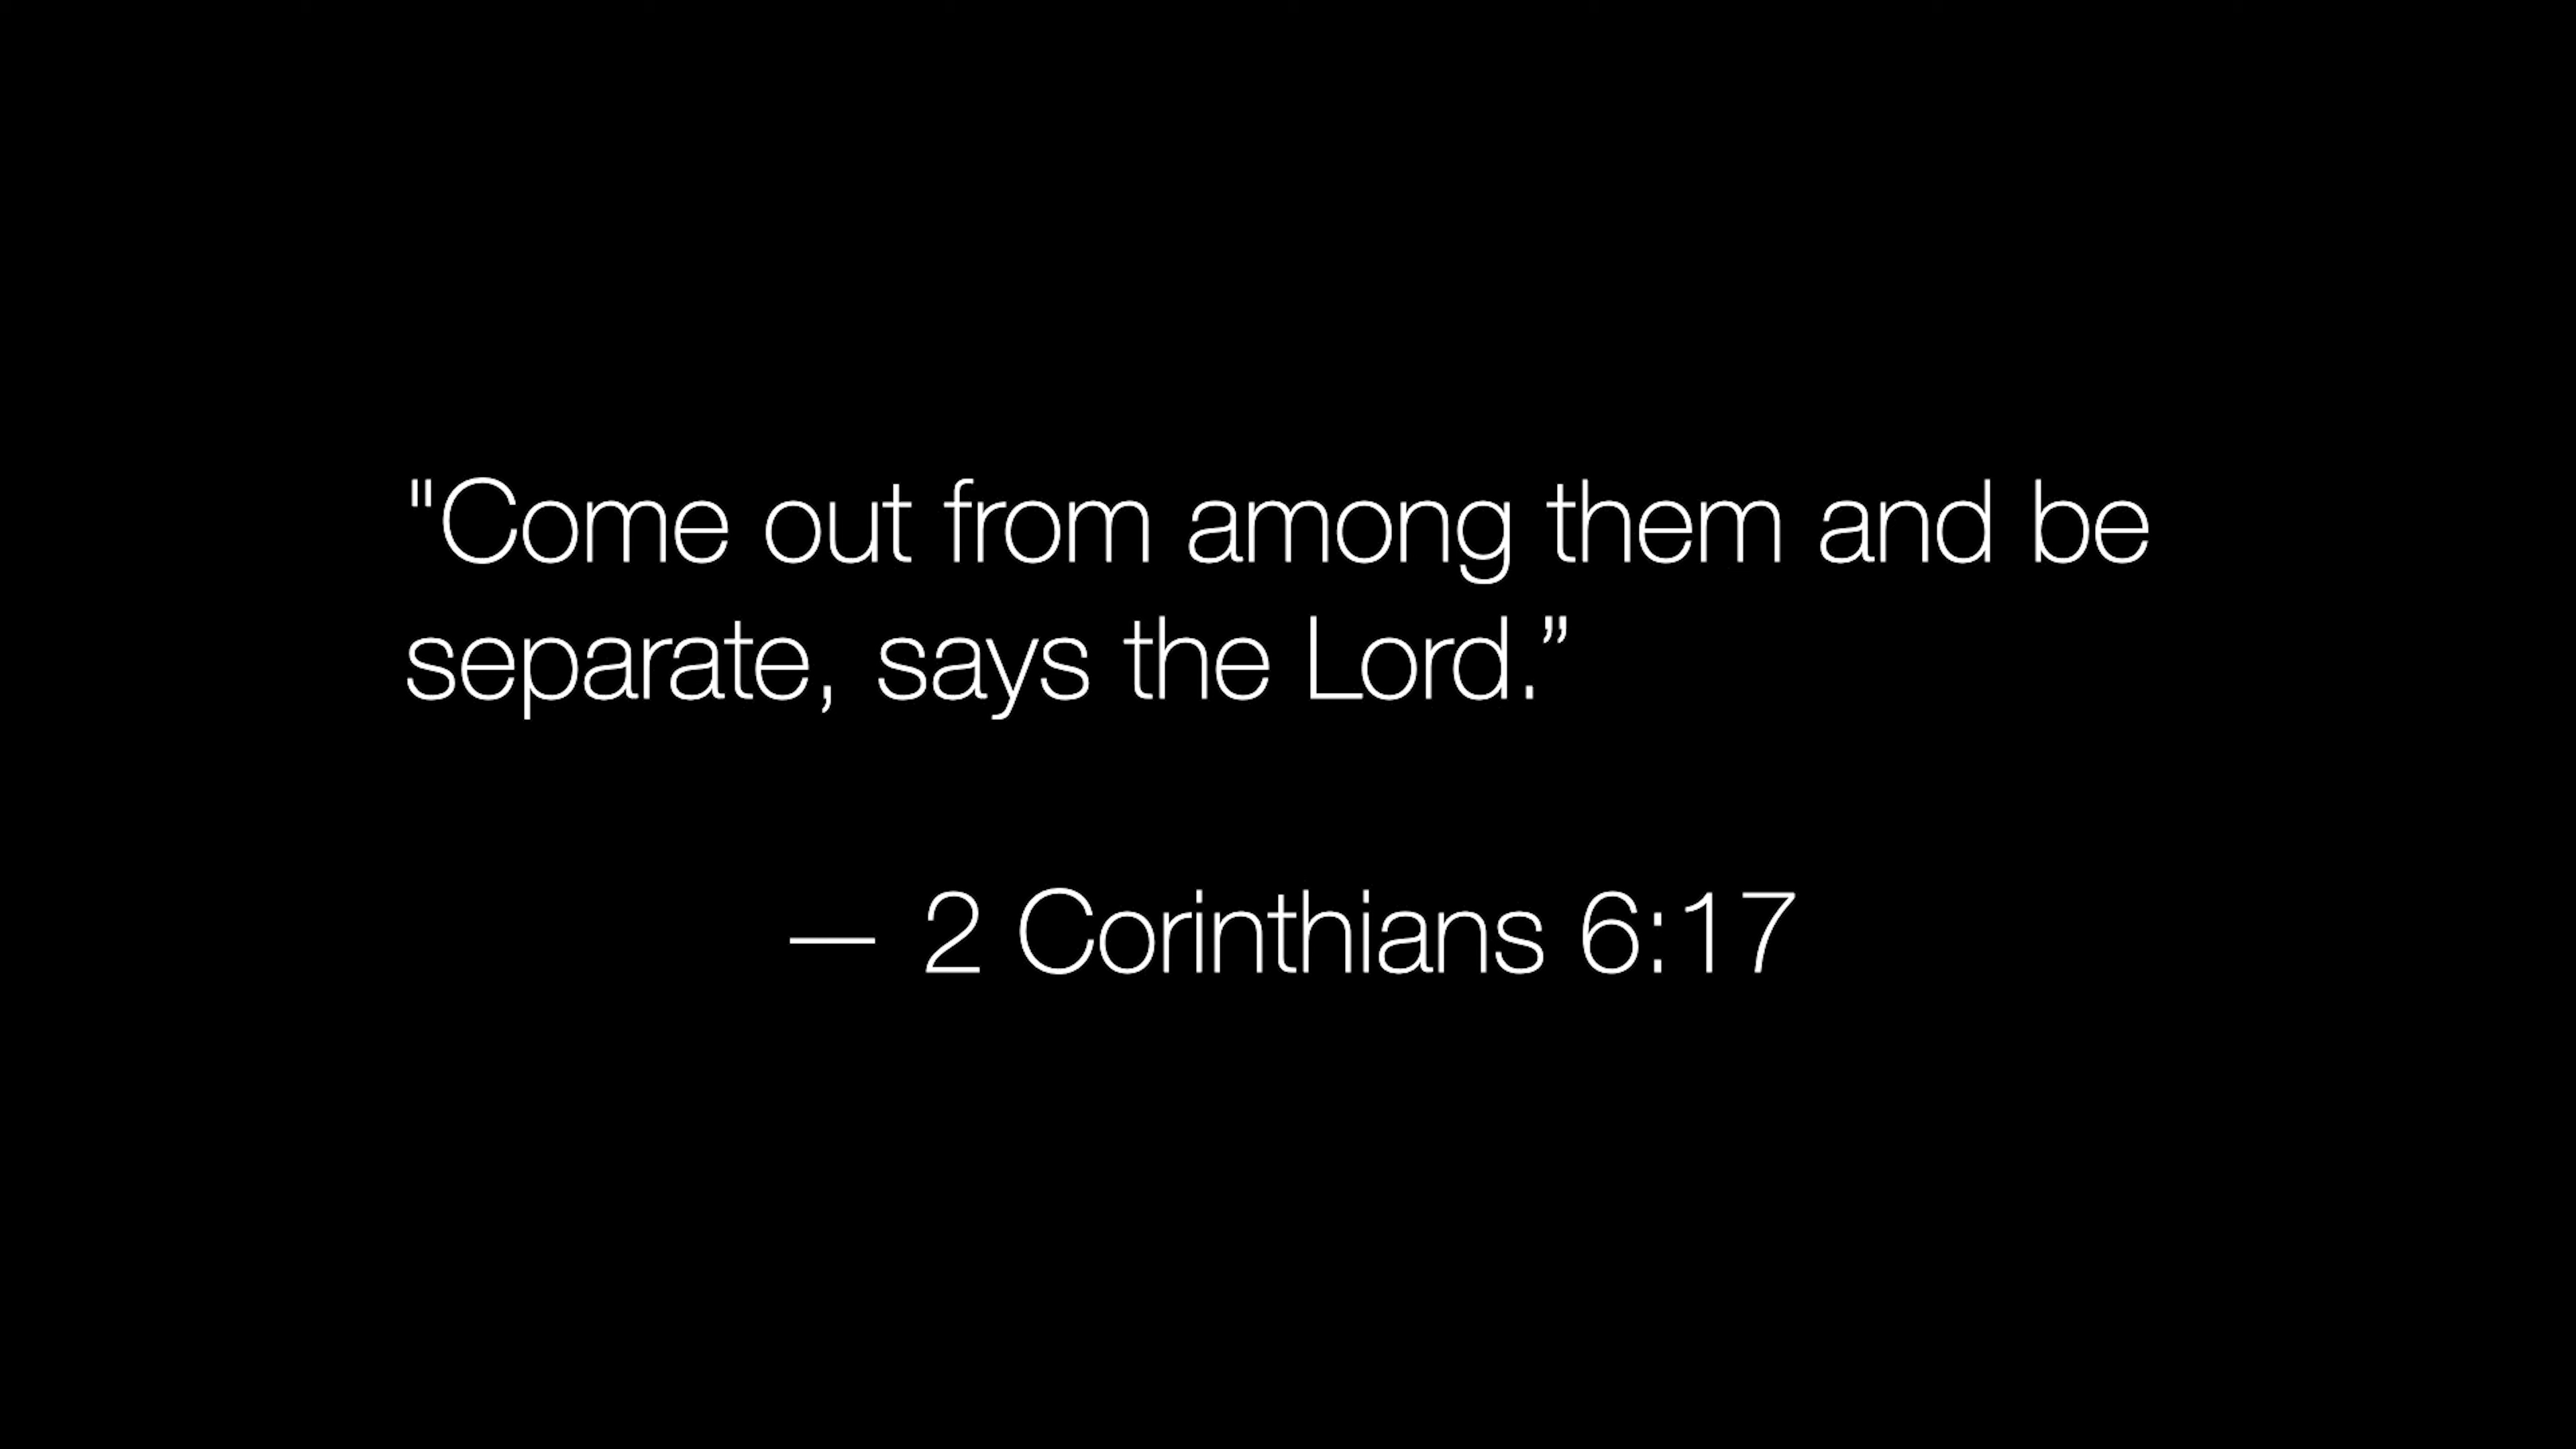 "Come out from among them and be
separate, says the Lord.”
— 2 Corinthians 6:17